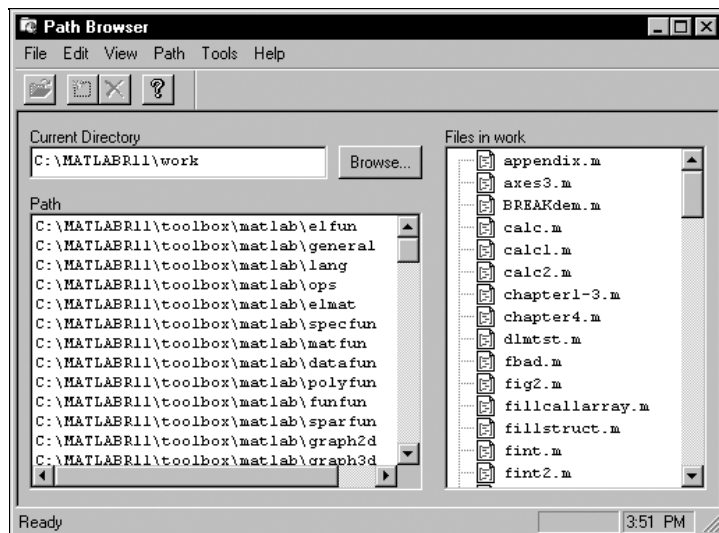 Path Browser
File Edit View Path Tools Help
Current Directory
C:\MATLABR11\work
Browse...
Path
C:\MATLABR11\toolbox\matlab\elfun
C:\MATLABR11\toolbox\matlab\general
C:\MATLABR11\toolbox\matlab\lang
C:\MATLABR11\toolbox\matlab\ops
C:\MATLABR11\toolbox\matlab\elmat
C:\MATLABR11\toolbox\matlab\specfun
C:\MATLABR11\toolbox\matlab\matfun
C:\MATLABR11\toolbox\matlab\datafun
C:\MATLABR11\toolbox\matlab\polyfun
C:\MATLABR11\toolbox\matlab\funfun
C:\MATLABR11\toolbox\matlab\sparfun
C:\MATLABR11\toolbox\matlab\graph2d
C:\MATLABR11\toolbox\matlab\graph3d
Files in work
appendix.m
axes3.m
BREAKdem.m
calc.m
calc1.m
calc2.m
chapter1-3.m
chapter4.m
dlmtst.m
fbad.m
fig2.m
fillcallarray.m
fillstruct.m
fint.m
fint2.m
Ready
3:51 PM